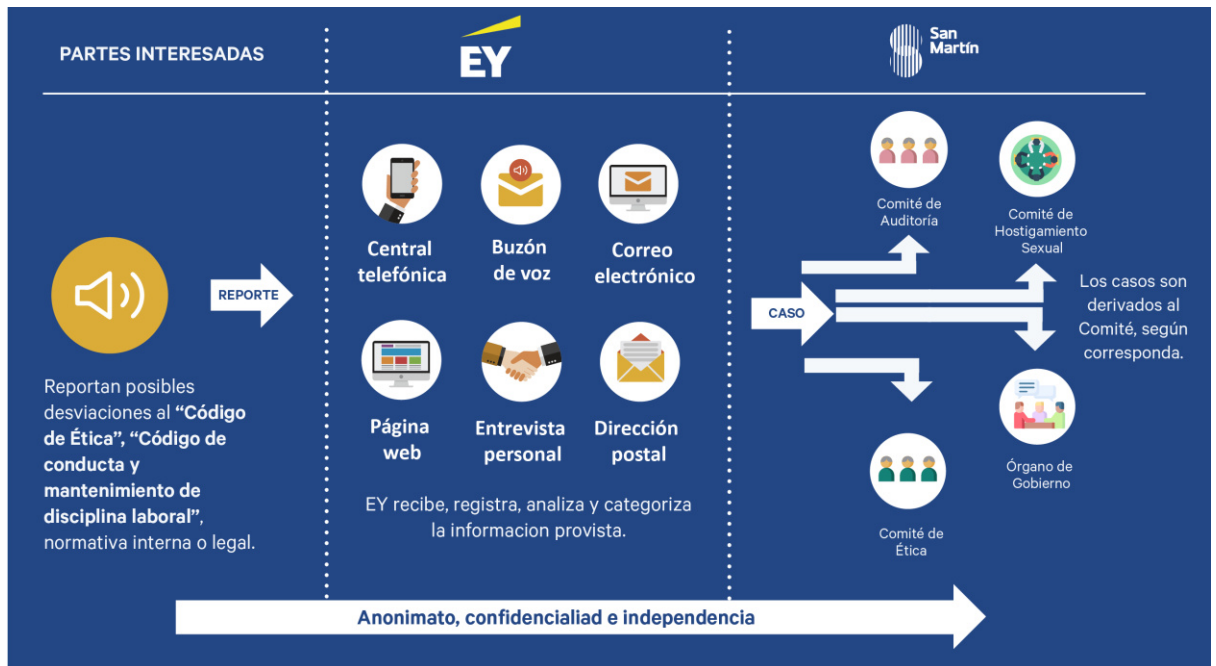 PARTES INTERESADAS
EY
San
Martín
REPORTE
Reportan posibles
desviaciones al “Código
de Ética”, “Código de
conducta y
mantenimiento de
disciplina laboral”,
normativa interna o legal.
Central
telefónica
Buzón
de voz
Correo
electrónico
Página
web
Entrevista
personal
Dirección
postal
EY recibe, registra, analiza y categoriza
la informacion provista.
CASO
Comité de
Auditoría
Comité de
Hostigamiento
Sexual
Los casos son
derivados al
Comité, según
corresponda.
Órgano de
Gobierno
Comité de
Ética
Anonimato, confidencialiad e independencia